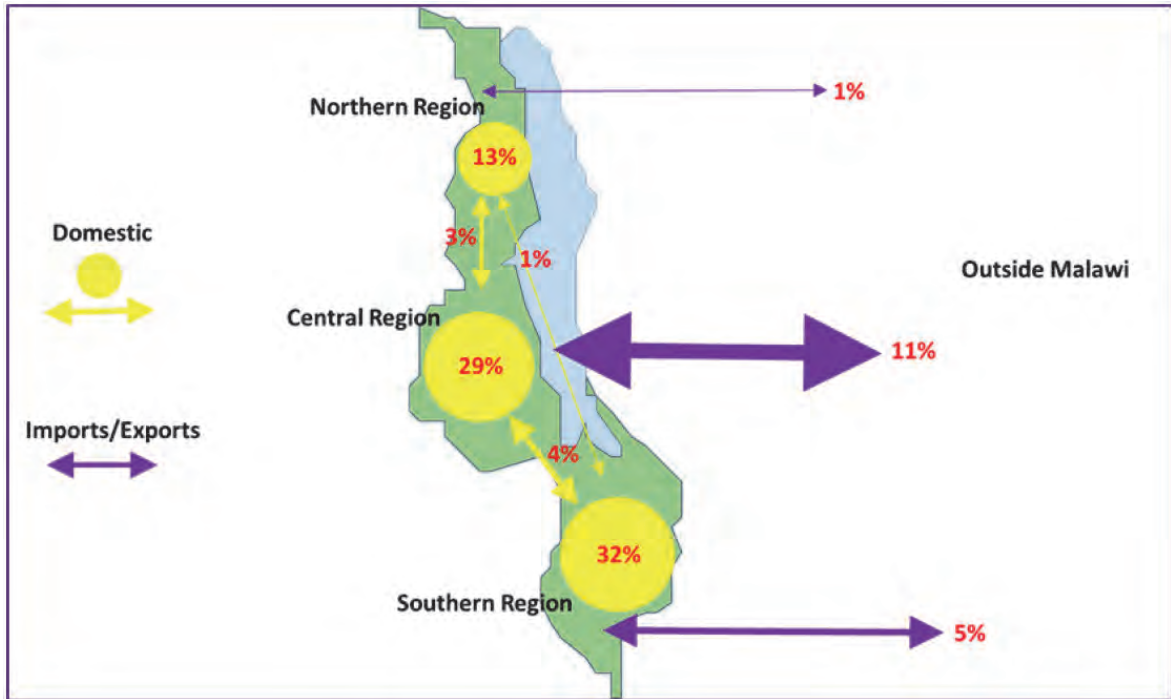 Northern Region
1%
13%
Domestic
3%
1%
Outside Malawi
Central Region
11%
29%
Imports/Exports
4%
32%
Southern Region
5%